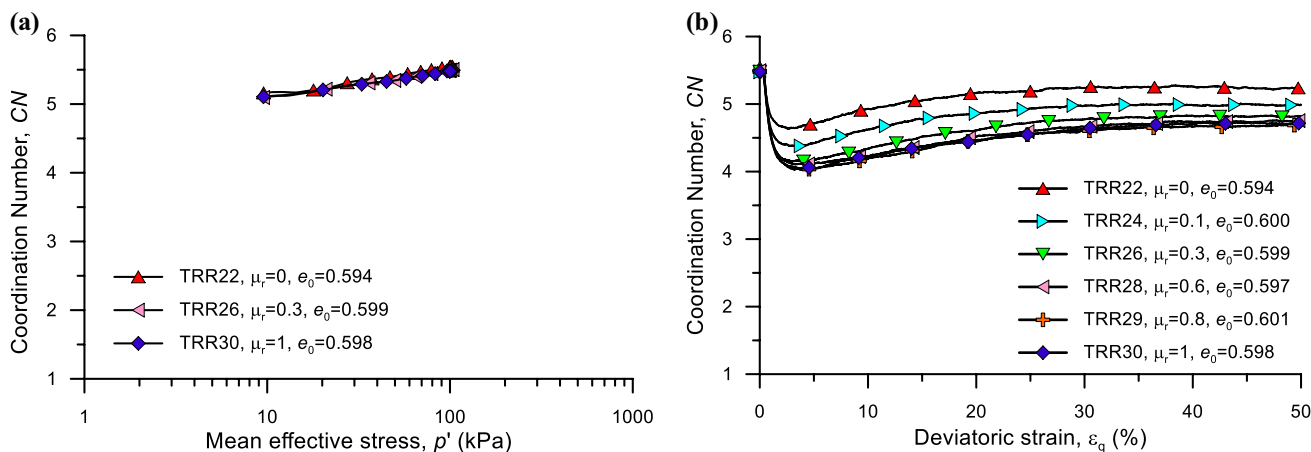 (a)
6
5
4
3
2
1
Coordination Number, CN
TRR22, μr=0, e0=0.594
TRR26, μr=0.3, e0=0.599
TRR30, μr=1, e0=0.598
1 10 100 1000
Mean effective stress, p' (kPa)
(b)
6
5
4
3
2
1
Coordination Number, CN
TRR22, μr=0, e0=0.594
TRR24, μr=0.1, e0=0.600
TRR26, μr=0.3, e0=0.599
TRR28, μr=0.6, e0=0.597
TRR29, μr=0.8, e0=0.601
TRR30, μr=1, e0=0.598
0 10 20 30 40 50
Deviatoric strain, εq (%)